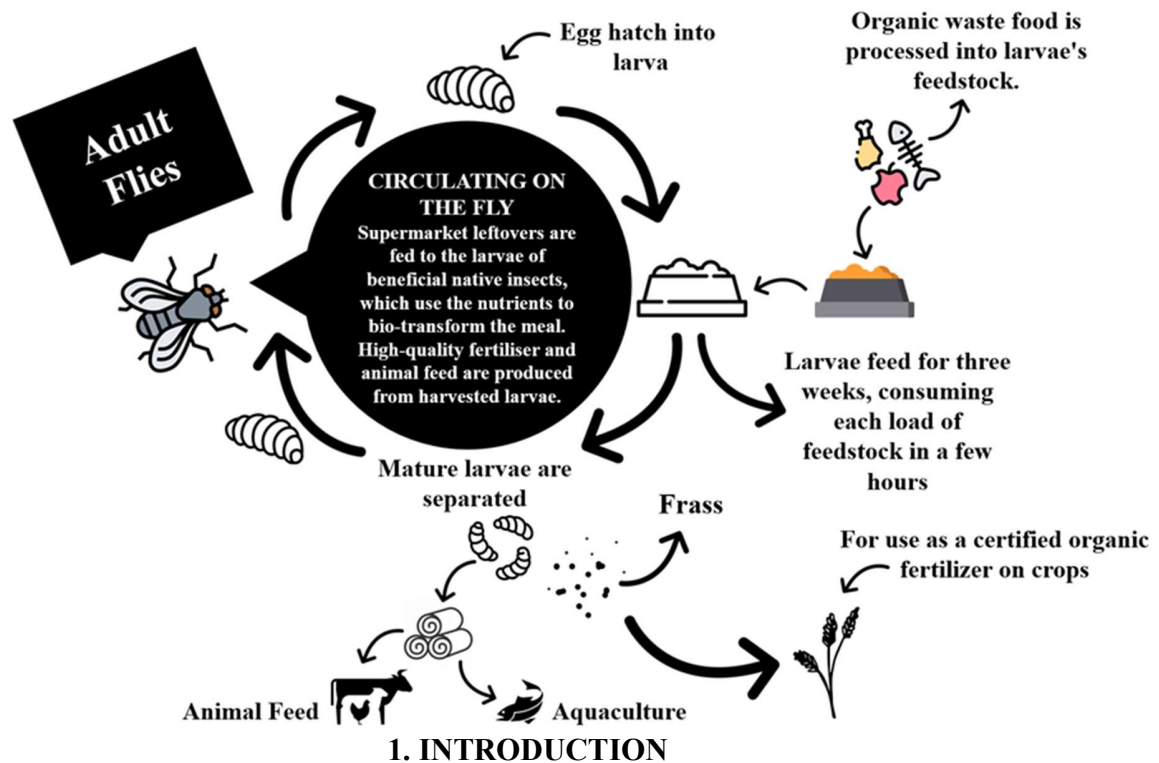 Egg hatch into
larva
Organic waste food is
processed into larvae's
feedstock.
Adult
Flies
CIRCULATING ON
THE FLY
Supermarket leftovers are
fed to the larvae of
beneficial native insects,
which use the nutrients to
bio-transform the meal.
High-quality fertiliser and
animal feed are produced
from harvested larvae.
Larvae feed for three
weeks, consuming
each load of
feedstock in a few
hours
Mature larvae are
separated
Frass
For use as a certified organic
fertilizer on crops
Animal Feed
Aquaculture
1. INTRODUCTION